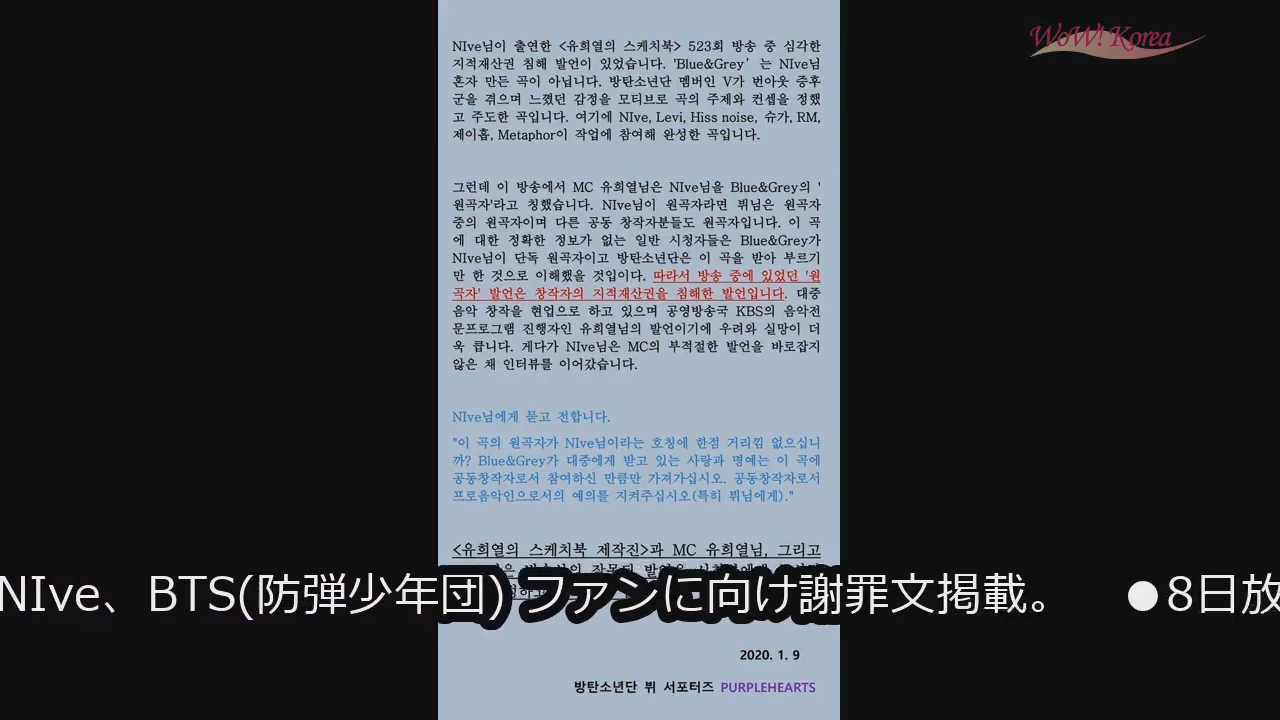 WoW! Korea
NIve님이 출연한 <유희열의 스케치북> 523회 방송 중 심각한
지적재산권 침해 발언이 있었습니다. 'Blue&Grey’ 는 NIve님
혼자 만든 곡이 아닙니다. 방탄소년단 멤버인 V가 번아웃 증후
군을 겪으며 느꼈던 감정을 모티브로 곡의 주제와 컨셉을 정했
고 주도한 곡입니다. 여기에 NIve, Levi, Hiss noise, 슈가, RM,
제이홉, Metaphor이 작업에 참여해 완성한 곡입니다.
그런데 이 방송에서 MC 유희열님은 NIve님을 Blue&Grey의 '
원곡자'라고 칭했습니다. NIve님이 원곡자라면 뷔님은 원곡자
중의 원곡자이며 다른 공동 창작자분들도 원곡자입니다. 이 곡
에 대한 정확한 정보가 없는 일반 시청자들은 Blue&Grey가
NIve님이 단독 원곡자이고 방탄소년단은 이 곡을 받아 부르기
만 한 것으로 이해했을 것입이다. 따라서 방송 중에 있었던 '원
곡자' 발언은 창작자의 지적재산권을 침해한 발언입니다. 대중
음악 창작을 현업으로 하고 있으며 공영방송국 KBS의 음악전
문프로그램 진행자인 유희열님의 발언이기에 우려와 실망이 더
욱 큽니다. 게다가 NIve님은 MC의 부적절한 발언을 바로잡지
않은 채 인터뷰를 이어갔습니다.
NIve님에게 묻고 전합니다.
"이 곡의 원곡자가 NIve님이라는 호칭에 한점 거리낌 없으십니
까? Blue&Grey가 대중에게 받고 있는 사랑과 명예는 이 곡에
공동창작자로서 참여하신 만큼만 가져가십시오. 공동창작자로서
프로음악인으로서의 예의를 지켜주십시오(특히 뷔님에게)."
<유희열의 스케치북 제작진>과 MC 유희열님, 그리고
NIve、BTS(防弾少年団) ファンに向け謝罪文掲載。 ●8日放
2020. 1. 9
방탄소년단 뷔 서포터즈 PURPLEHEARTS